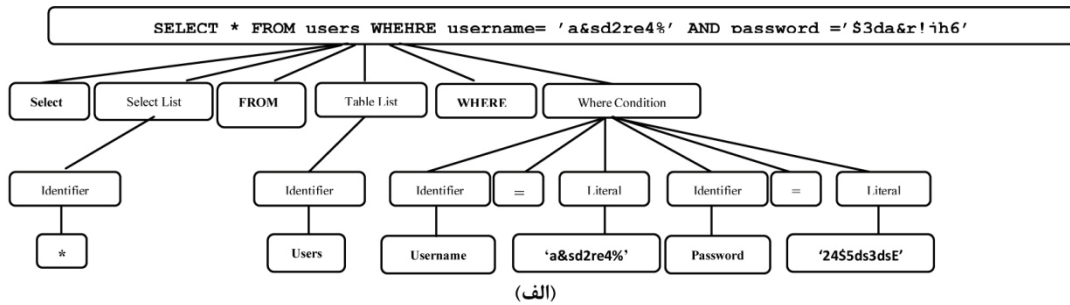 SELECT * FROM users WHEHRE username= 'a&sd2re4%' AND password ='$3da&r!jh6'
Select Select List FROM Table List WHERE Where Condition
Identifier Identifier Identifier = Literal Identifier = Literal
* Users Username 'a&sd2re4%' Password '24$5ds3dsE'
(الف)